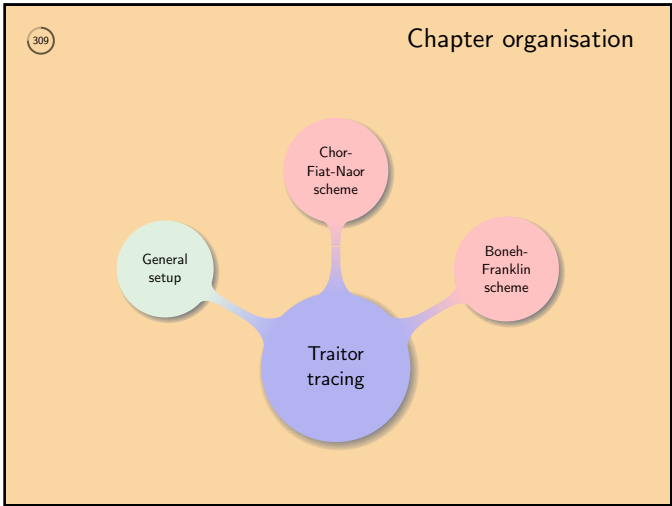 309
Chapter organisation
Chor-
Fiat-Naor
scheme
General
setup
Boneh-
Franklin
scheme
Traitor
tracing